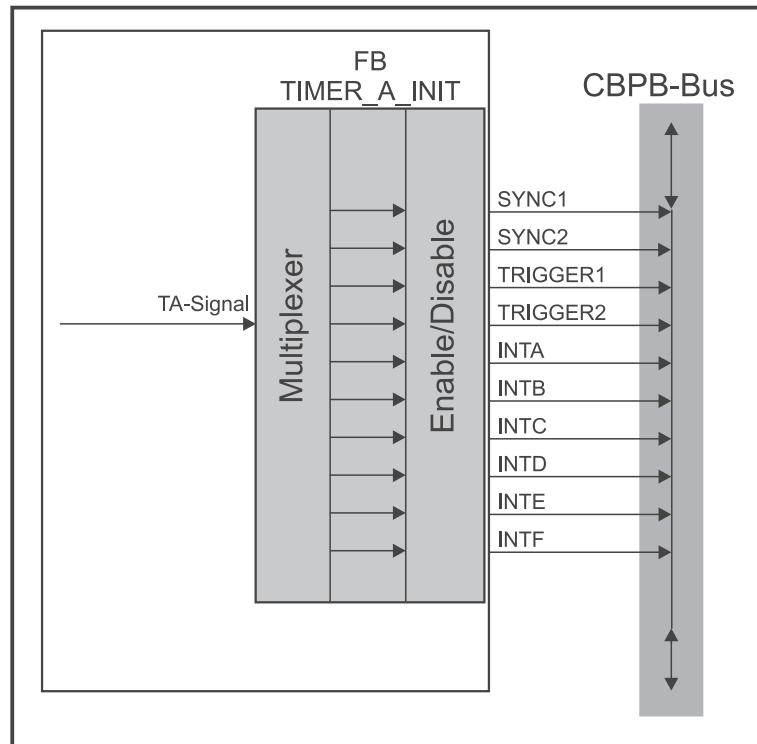 FB
TIMER_A_INIT
CBPB-Bus
TA-Signal
Multiplexer
Enable/Disable
SYNC1
SYNC2
TRIGGER1
TRIGGER2
INTA
INTB
INTC
INTD
INTE
INTF